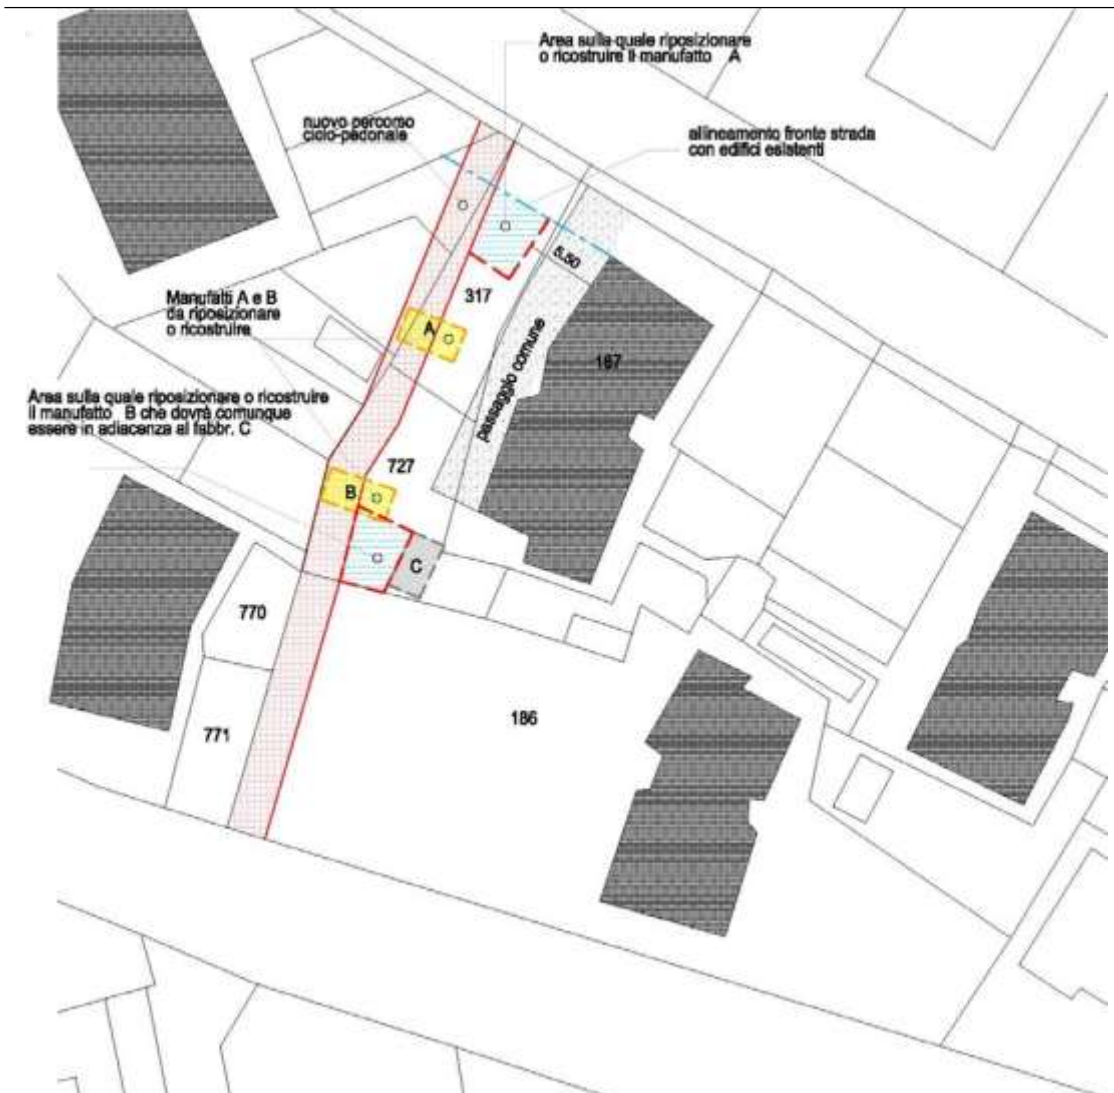 Area sulla quale riposizionare
o ricostruire il manufatto A
nuovo percorso
ciclo-pedonale
allineamento fronte strada
con edifici esistenti
5.50
317
Manufatti A e B
da riposizionare
o ricostruire
A
167
passaggio comune
Area sulla quale riposizionare o ricostruire
il manufatto B che dovrà comunque
essere in adiacenza al fabbr. C
727
B
C
770
186
771